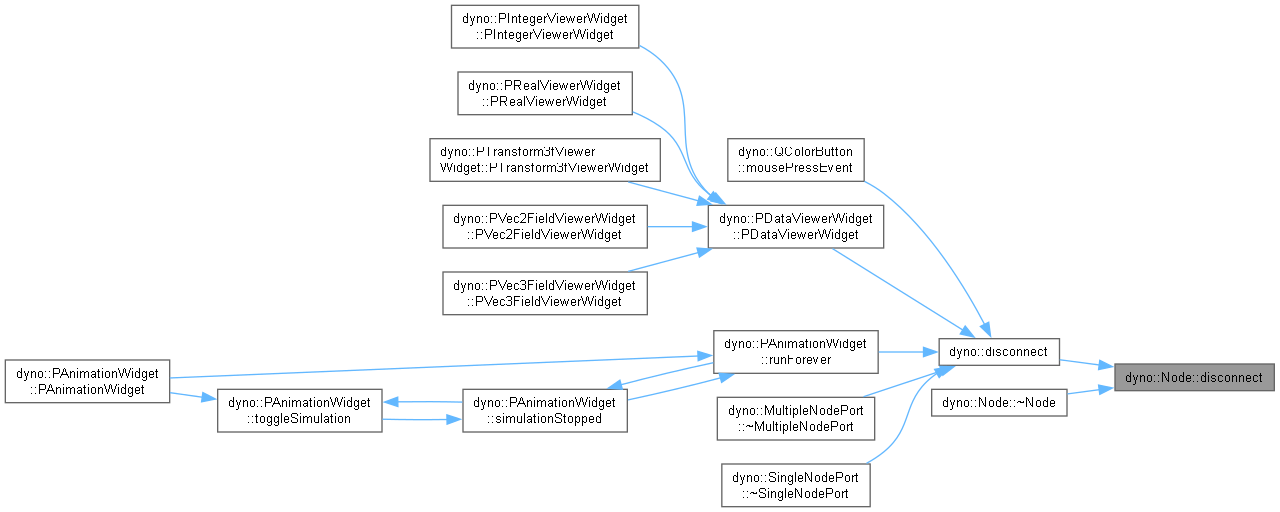 dyno::PIntegerViewerWidget
::PIntegerViewerWidget
dyno::PRealViewerWidget
::PRealViewerWidget
dyno::PTransform3fViewer
Widget::PTransform3fViewerWidget
dyno::QColorButton
::mousePressEvent
dyno::PVec2FieldViewerWidget
::PVec2FieldViewerWidget
dyno::PDataViewerWidget
::PDataViewerWidget
dyno::PVec3FieldViewerWidget
::PVec3FieldViewerWidget
dyno::PAnimationWidget
::runForever
dyno::disconnect
dyno::Node::disconnect
dyno::PAnimationWidget
::PAnimationWidget
dyno::PAnimationWidget
::toggleSimulation
dyno::PAnimationWidget
::simulationStopped
dyno::Node::~Node
dyno::MultipleNodePort
::~MultipleNodePort
dyno::SingleNodePort
::~SingleNodePort